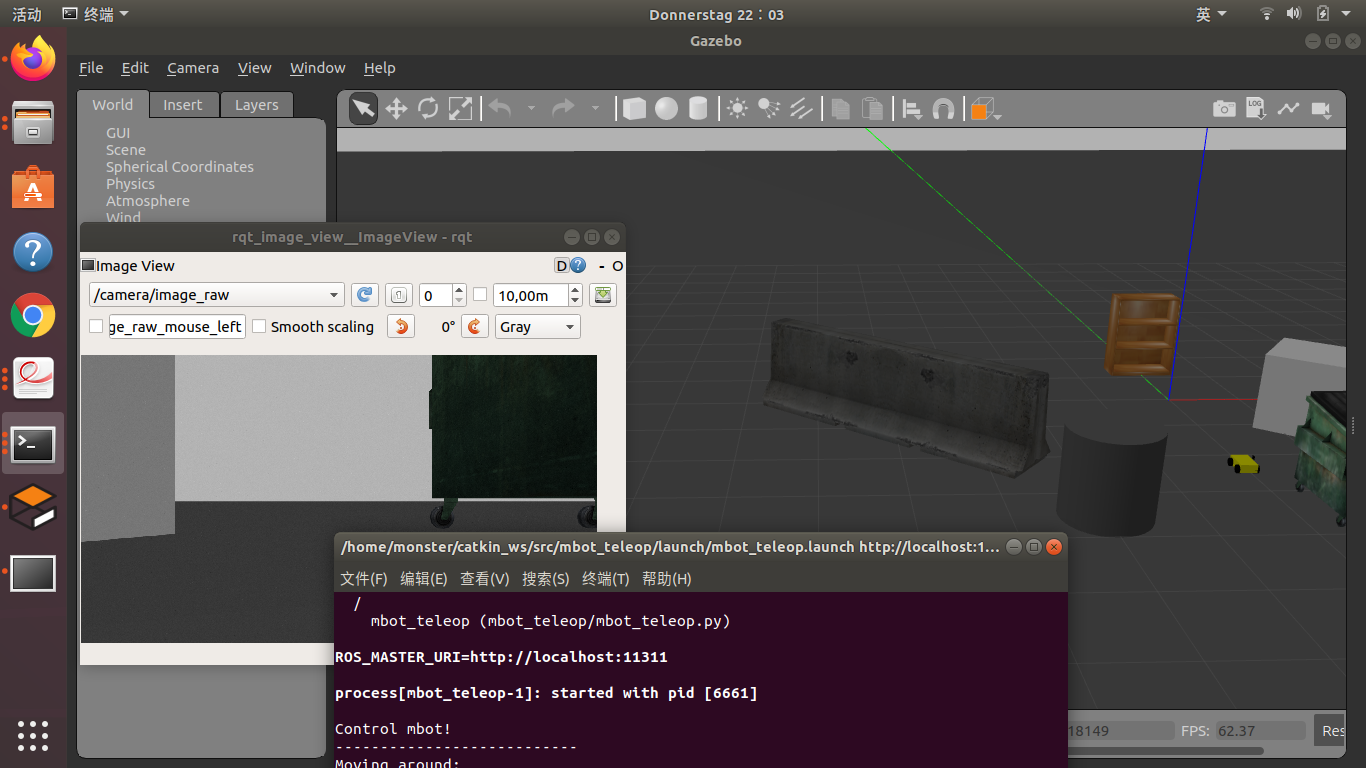 活动
终端
Donnerstag 22：03
英
Gazebo
File Edit Camera View Window Help
World Insert Layers
GUI
Scene
Spherical Coordinates
Physics
Atmosphere
Wind
LOG
rqt_image_view__ImageView - rqt
Image View
D
- O
/camera/image_raw
1
0
10,00m
ge_raw_mouse_left
Smooth scaling
0°
Gray
/home/monster/catkin_ws/src/mbot_teleop/launch/mbot_teleop.launch http://localhost:1...
文件(F) 编辑(E) 查看(V) 搜索(S) 终端(T) 帮助(H)
/
mbot_teleop (mbot_teleop/mbot_teleop.py)
ROS_MASTER_URI=http://localhost:11311
process[mbot_teleop-1]: started with pid [6661]
Control mbot!
---------------------------
Moving around:
18149
FPS: 62.37
Res